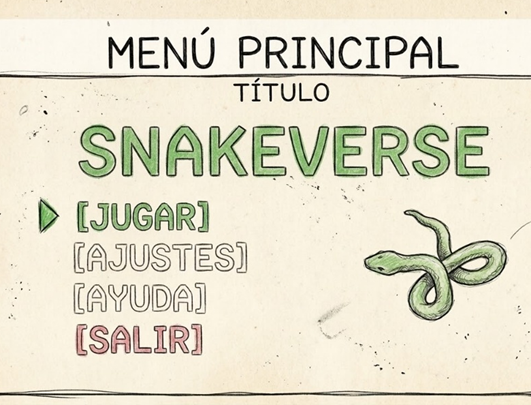 MENÚ PRINCIPAL
TÍTULO
SNAKEVERSE
[JUGAR]
[AJUSTES]
[AYUDA]
[SALIR]